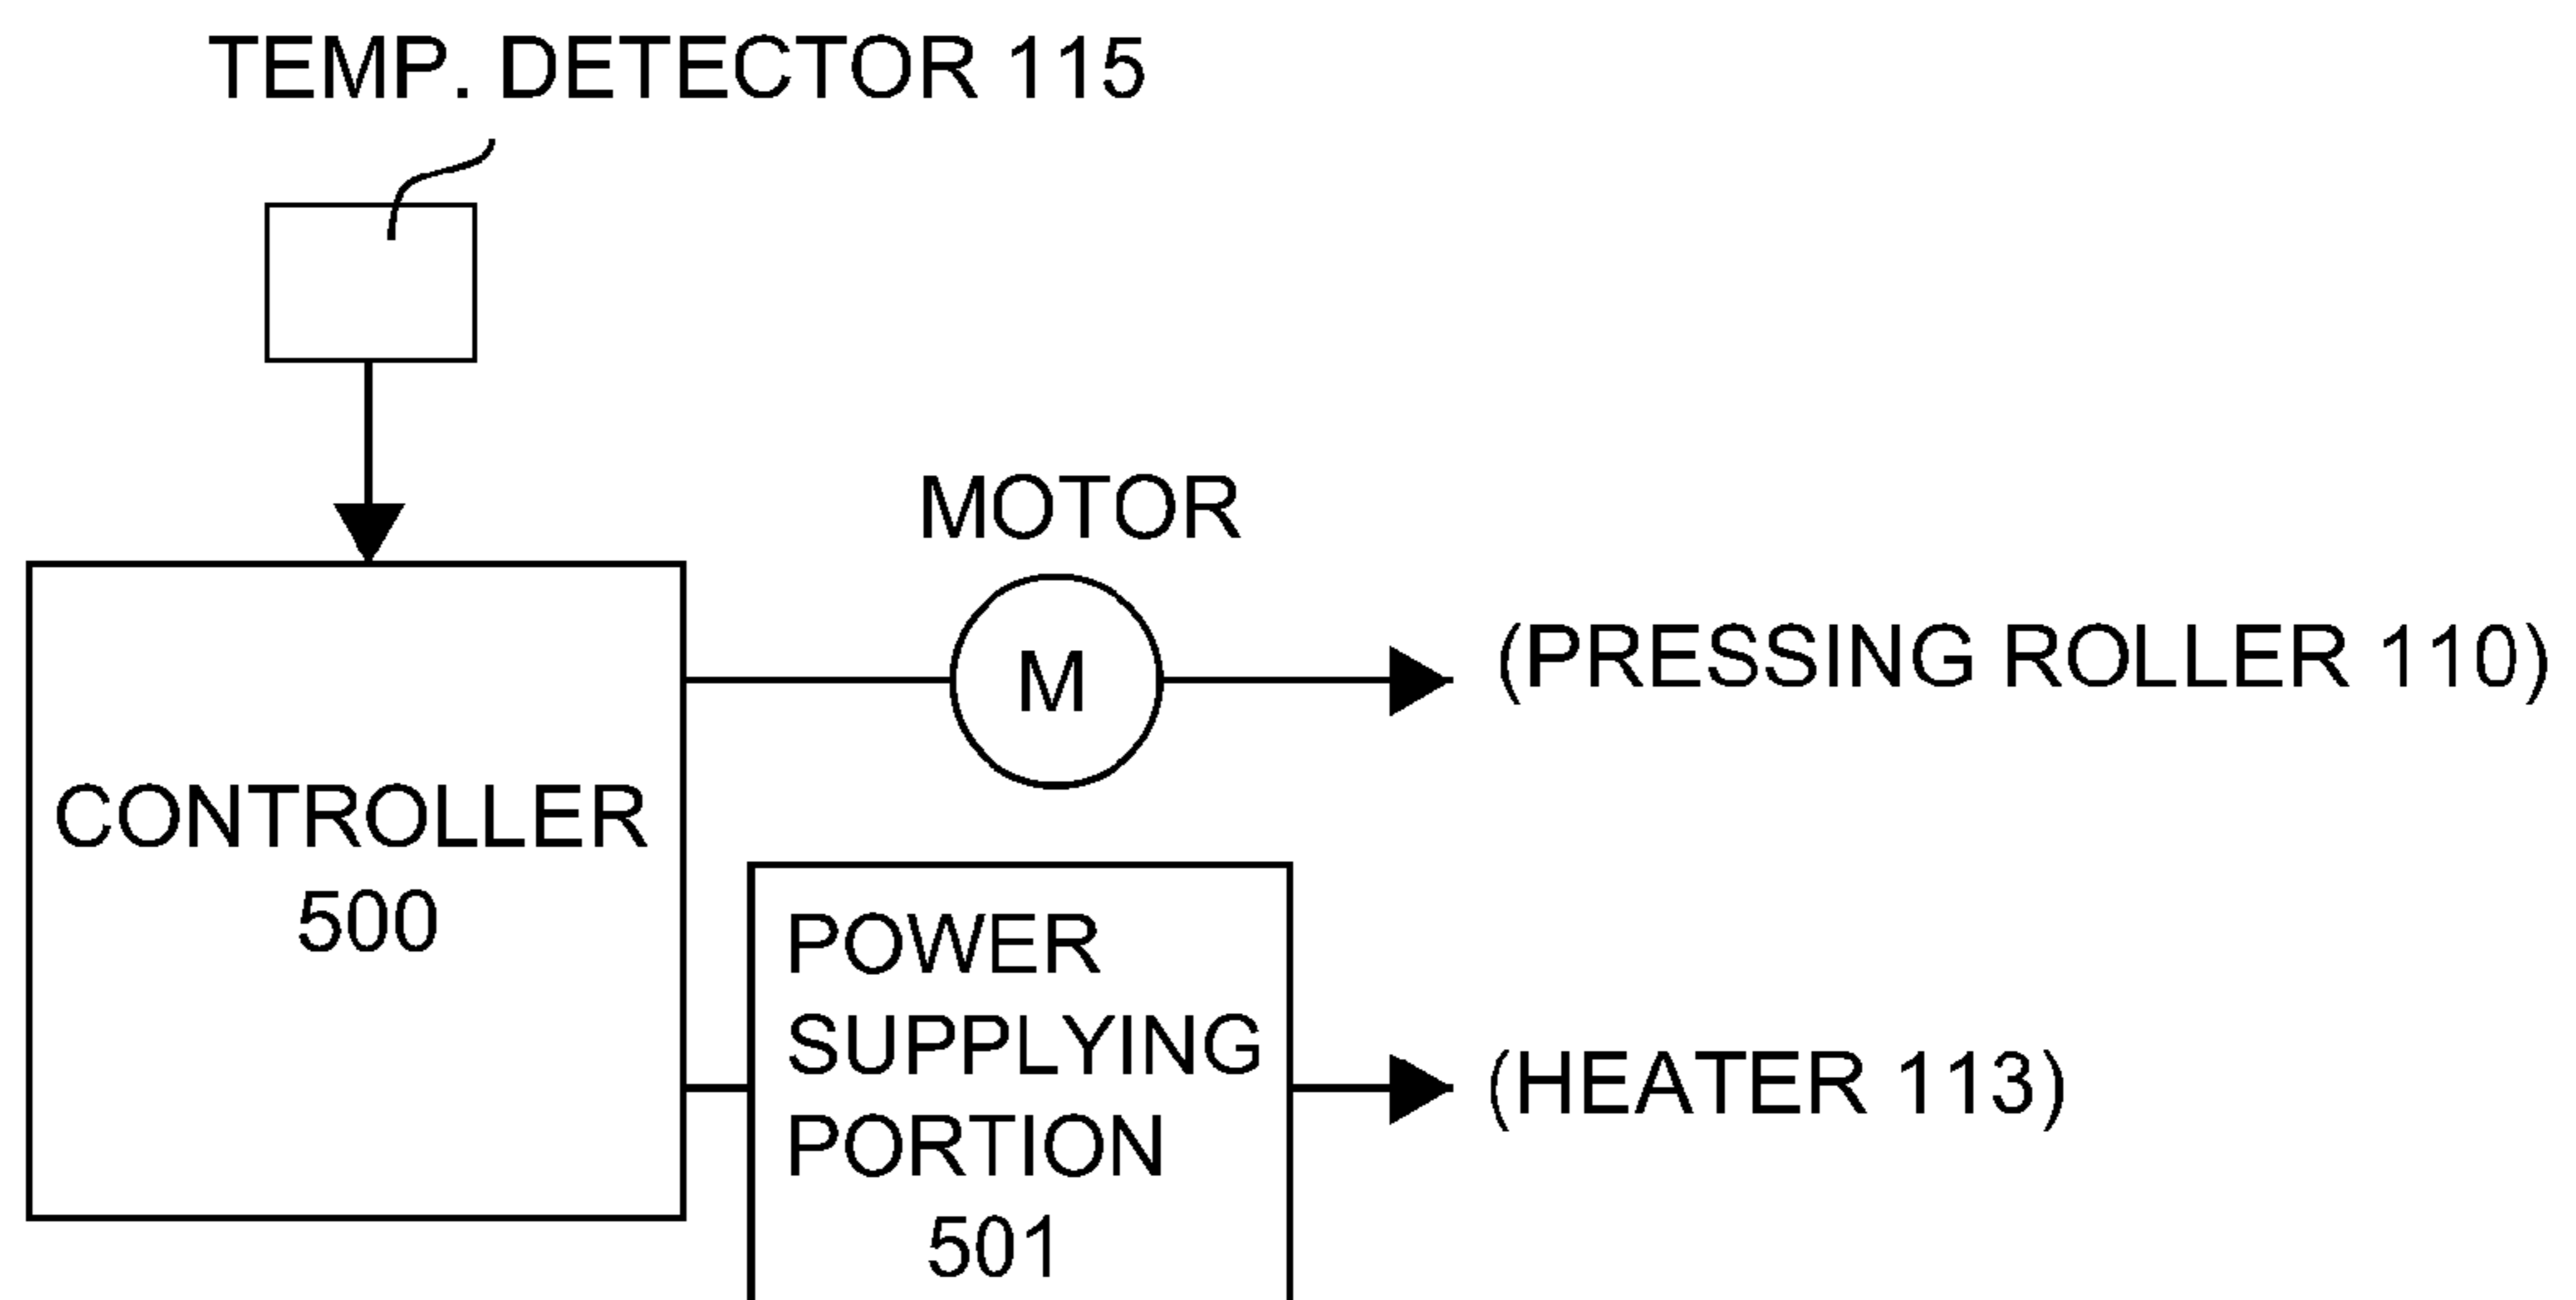 TEMP. DETECTOR 115
MOTOR
M
(PRESSING ROLLER 110)
CONTROLLER
500
POWER
SUPPLYING
PORTION
501
(HEATER 113)